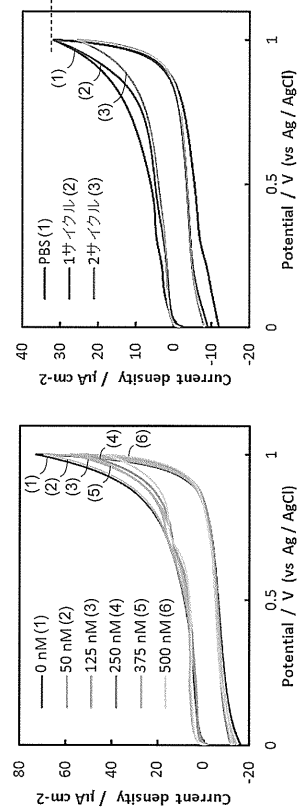 Current density / μA cm-2
80
60
40
20
0
-20
0 nM (1)
50 nM (2)
125 nM (3)
250 nM (4)
375 nM (5)
500 nM (6)
(1)
(2)
(3)
(5)
(4)
(6)
0
0.5
1
Potential / V (vs Ag / AgCl)
Current density / μA cm-2
40
30
20
10
0
-10
-20
PBS (1)
1サイクル (2)
2サイクル (3)
(1)
(2)
(3)
0
0.5
1
Potential / V (vs Ag / AgCl)